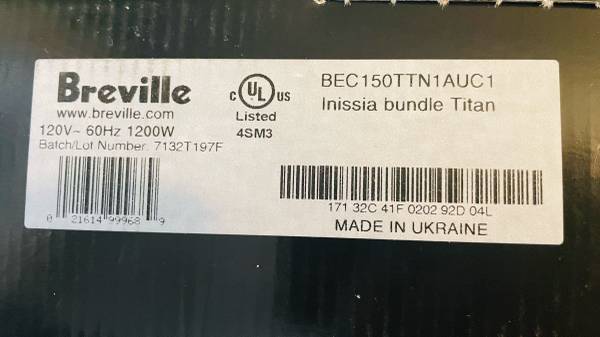 Breville
www.breville.com
120V~ 60Hz 1200W
Batch/Lot Number: 7132T197F
0 21614 99968 9
c UL US
Listed
4SM3
BEC150TTN1AUC1
Inissia bundle Titan
171 32C 41F 0202 92D 04L
MADE IN UKRAINE